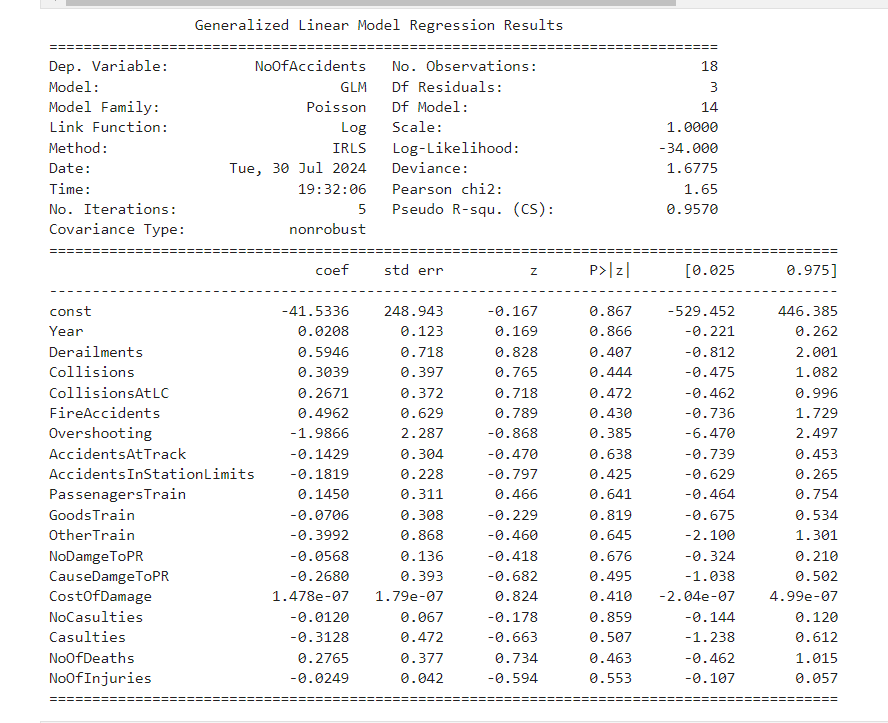 Generalized Linear Model Regression Results
==============================================================================
Dep. Variable: NoOfAccidents No. Observations: 18
Model: GLM Df Residuals: 3
Model Family: Poisson Df Model: 14
Link Function: Log Scale: 1.0000
Method: IRLS Log-Likelihood: -34.000
Date: Tue, 30 Jul 2024 Deviance: 1.6775
Time: 19:32:06 Pearson chi2: 1.65
No. Iterations: 5 Pseudo R-squ. (CS): 0.9570
Covariance Type: nonrobust
============================================================================================
coef std err z P>|z| [0.025 0.975]
--------------------------------------------------------------------------------------------
const -41.5336 248.943 -0.167 0.867 -529.452 446.385
Year 0.0208 0.123 0.169 0.866 -0.221 0.262
Derailments 0.5946 0.718 0.828 0.407 -0.812 2.001
Collisions 0.3039 0.397 0.765 0.444 -0.475 1.082
CollisionsAtLC 0.2671 0.372 0.718 0.472 -0.462 0.996
FireAccidents 0.4962 0.629 0.789 0.430 -0.736 1.729
Overshooting -1.9866 2.287 -0.868 0.385 -6.470 2.497
AccidentsAtTrack -0.1429 0.304 -0.470 0.638 -0.739 0.453
AccidentsInStationLimits -0.1819 0.228 -0.797 0.425 -0.629 0.265
PassenagersTrain 0.1450 0.311 0.466 0.641 -0.464 0.754
GoodsTrain -0.0706 0.308 -0.229 0.819 -0.675 0.534
OtherTrain -0.3992 0.868 -0.460 0.645 -2.100 1.301
NoDamgeToPR -0.0568 0.136 -0.418 0.676 -0.324 0.210
CauseDamgeToPR -0.2680 0.393 -0.682 0.495 -1.038 0.502
CostOfDamage 1.478e-07 1.79e-07 0.824 0.410 -2.04e-07 4.99e-07
NoCasulties -0.0120 0.067 -0.178 0.859 -0.144 0.120
Casulties -0.3128 0.472 -0.663 0.507 -1.238 0.612
NoOfDeaths 0.2765 0.377 0.734 0.463 -0.462 1.015
NoOfInjuries -0.0249 0.042 -0.594 0.553 -0.107 0.057
============================================================================================